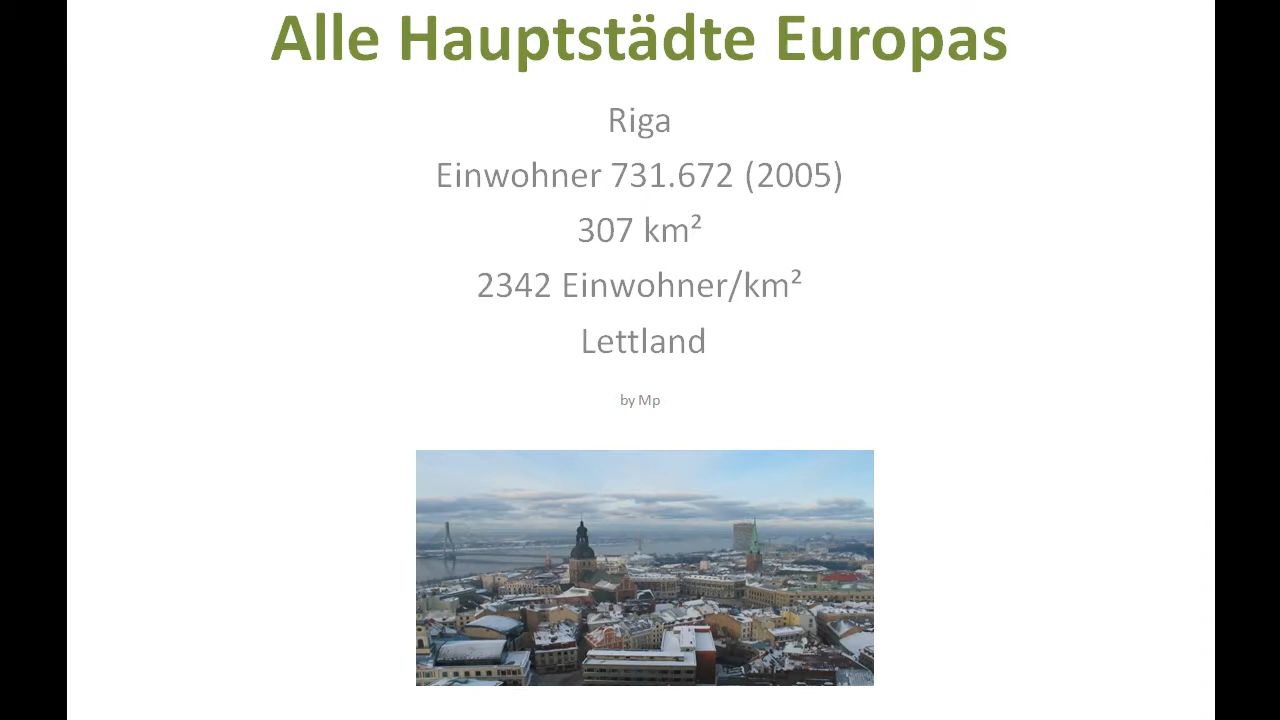 Alle Hauptstädte Europas
Riga
Einwohner 731.672 (2005)
307 km²
2342 Einwohner/km²
Lettland
by Mp